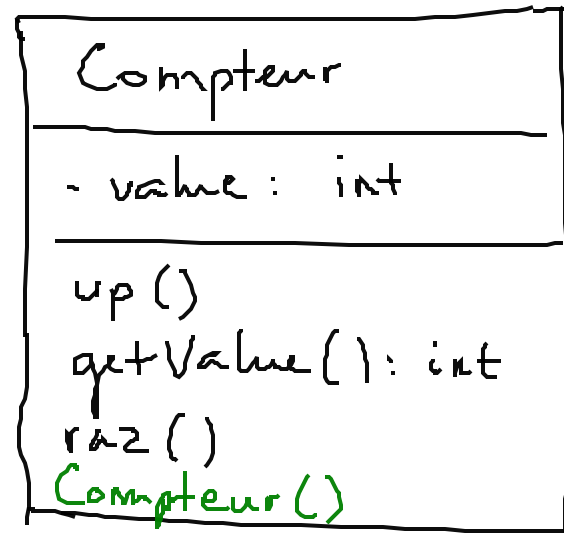 Compteur
- value : int
up()
getValue() : int
raz()
Compteur()